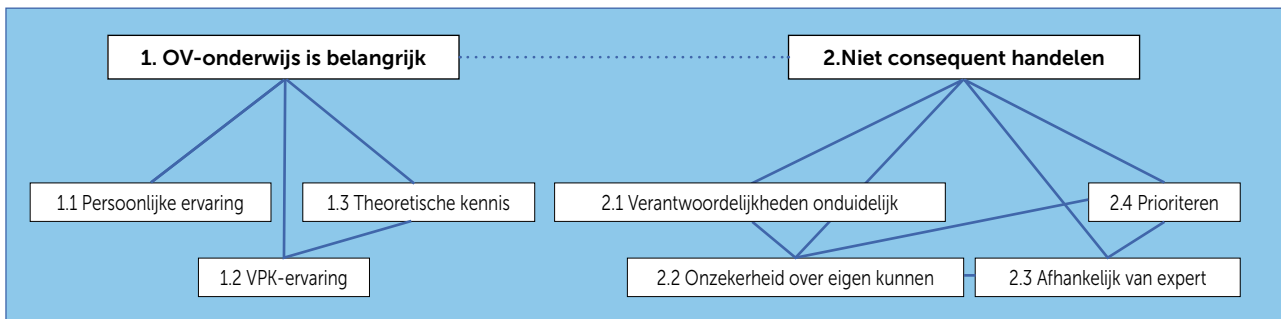 1. OV-onderwijs is belangrijk
2.Niet consequent handelen
1.1 Persoonlijke ervaring
1.3 Theoretische kennis
2.1 Verantwoordelijkheden onduidelijk
2.4 Prioriteren
1.2 VPK-ervaring
2.2 Onzekerheid over eigen kunnen
2.3 Afhankelijk van expert